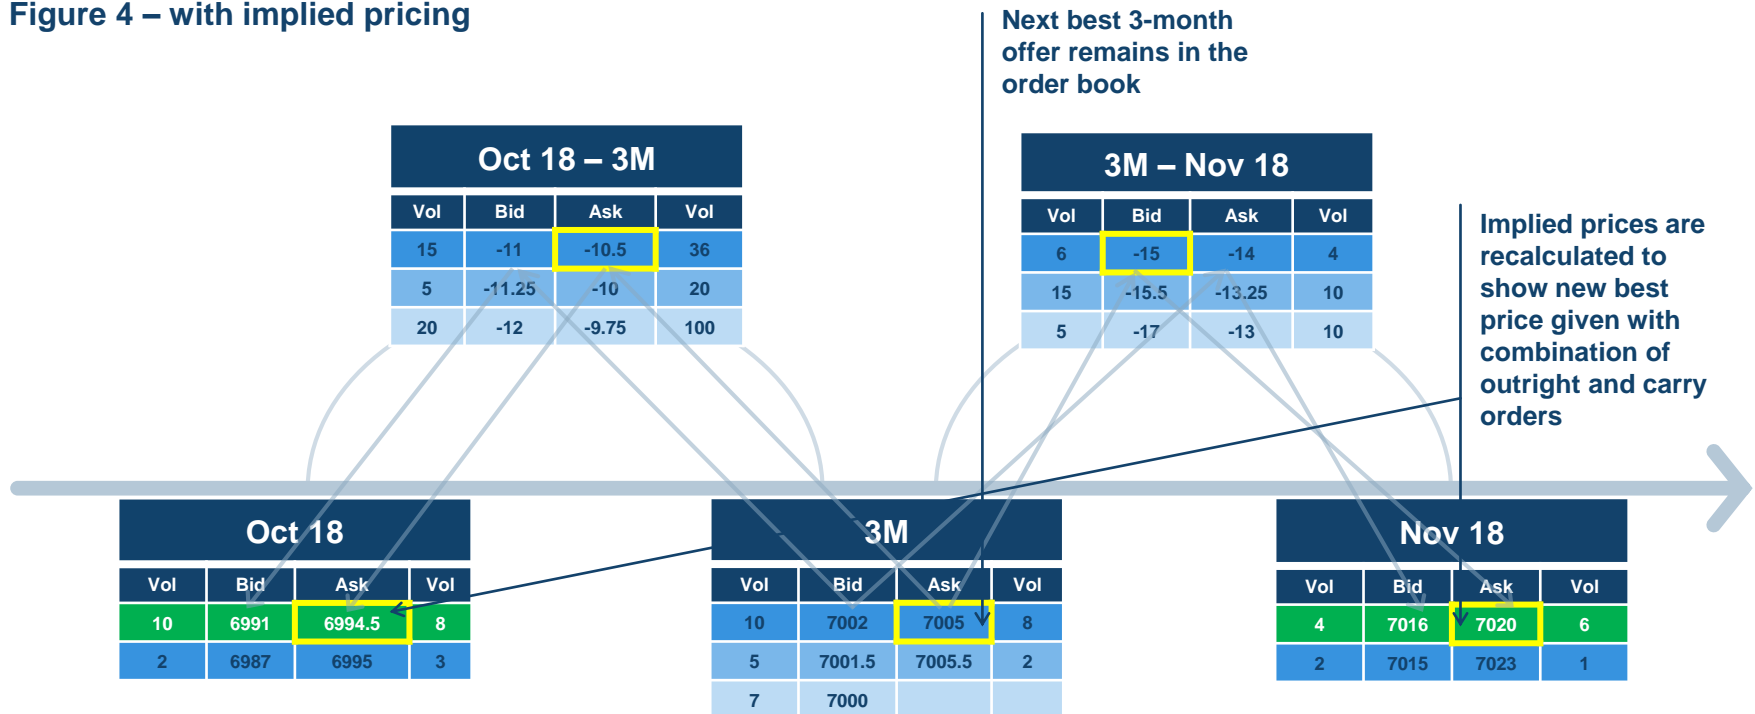 Figure 4 – with implied pricing
Next best 3-month
offer remains in the
order book
Oct 18 – 3M
Vol Bid Ask Vol
15 -11 -10.5 36
5 -11.25 -10 20
20 -12 -9.75 100
3M – Nov 18
Vol Bid Ask Vol
6 -15 -14 4
15 -15.5 -13.25 10
5 -17 -13 10
Implied prices are
recalculated to
show new best
price given with
combination of
outright and carry
orders
Oct 18
Vol Bid Ask Vol
10 6991 6994.5 8
2 6987 6995 3
3M
Vol Bid Ask Vol
10 7002 7005 8
5 7001.5 7005.5 2
7 7000
Nov 18
Vol Bid Ask Vol
4 7016 7020 6
2 7015 7023 1